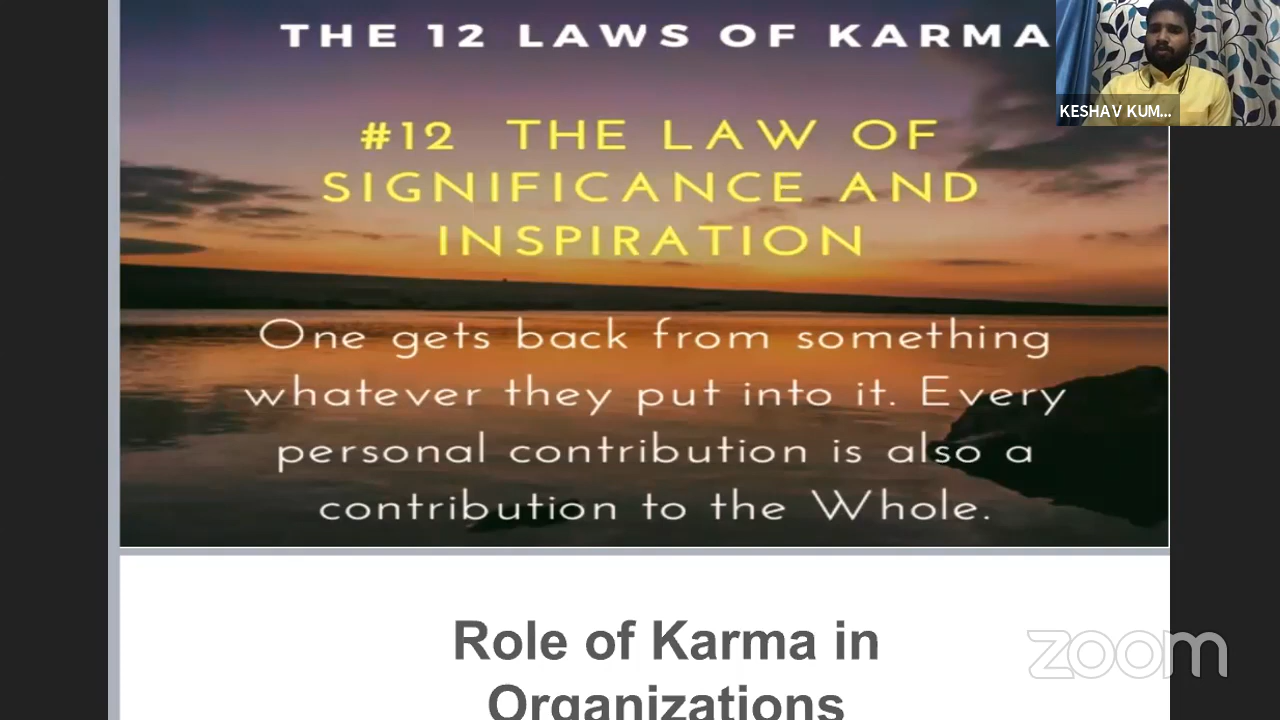 THE 12 LAWS OF KARMA
KESHAV KUM...
#12 THE LAW OF
SIGNIFICANCE AND
INSPIRATION
One gets back from something
whatever they put into it. Every
personal contribution is also a
contribution to the Whole.
Role of Karma in
Organizations
zoom